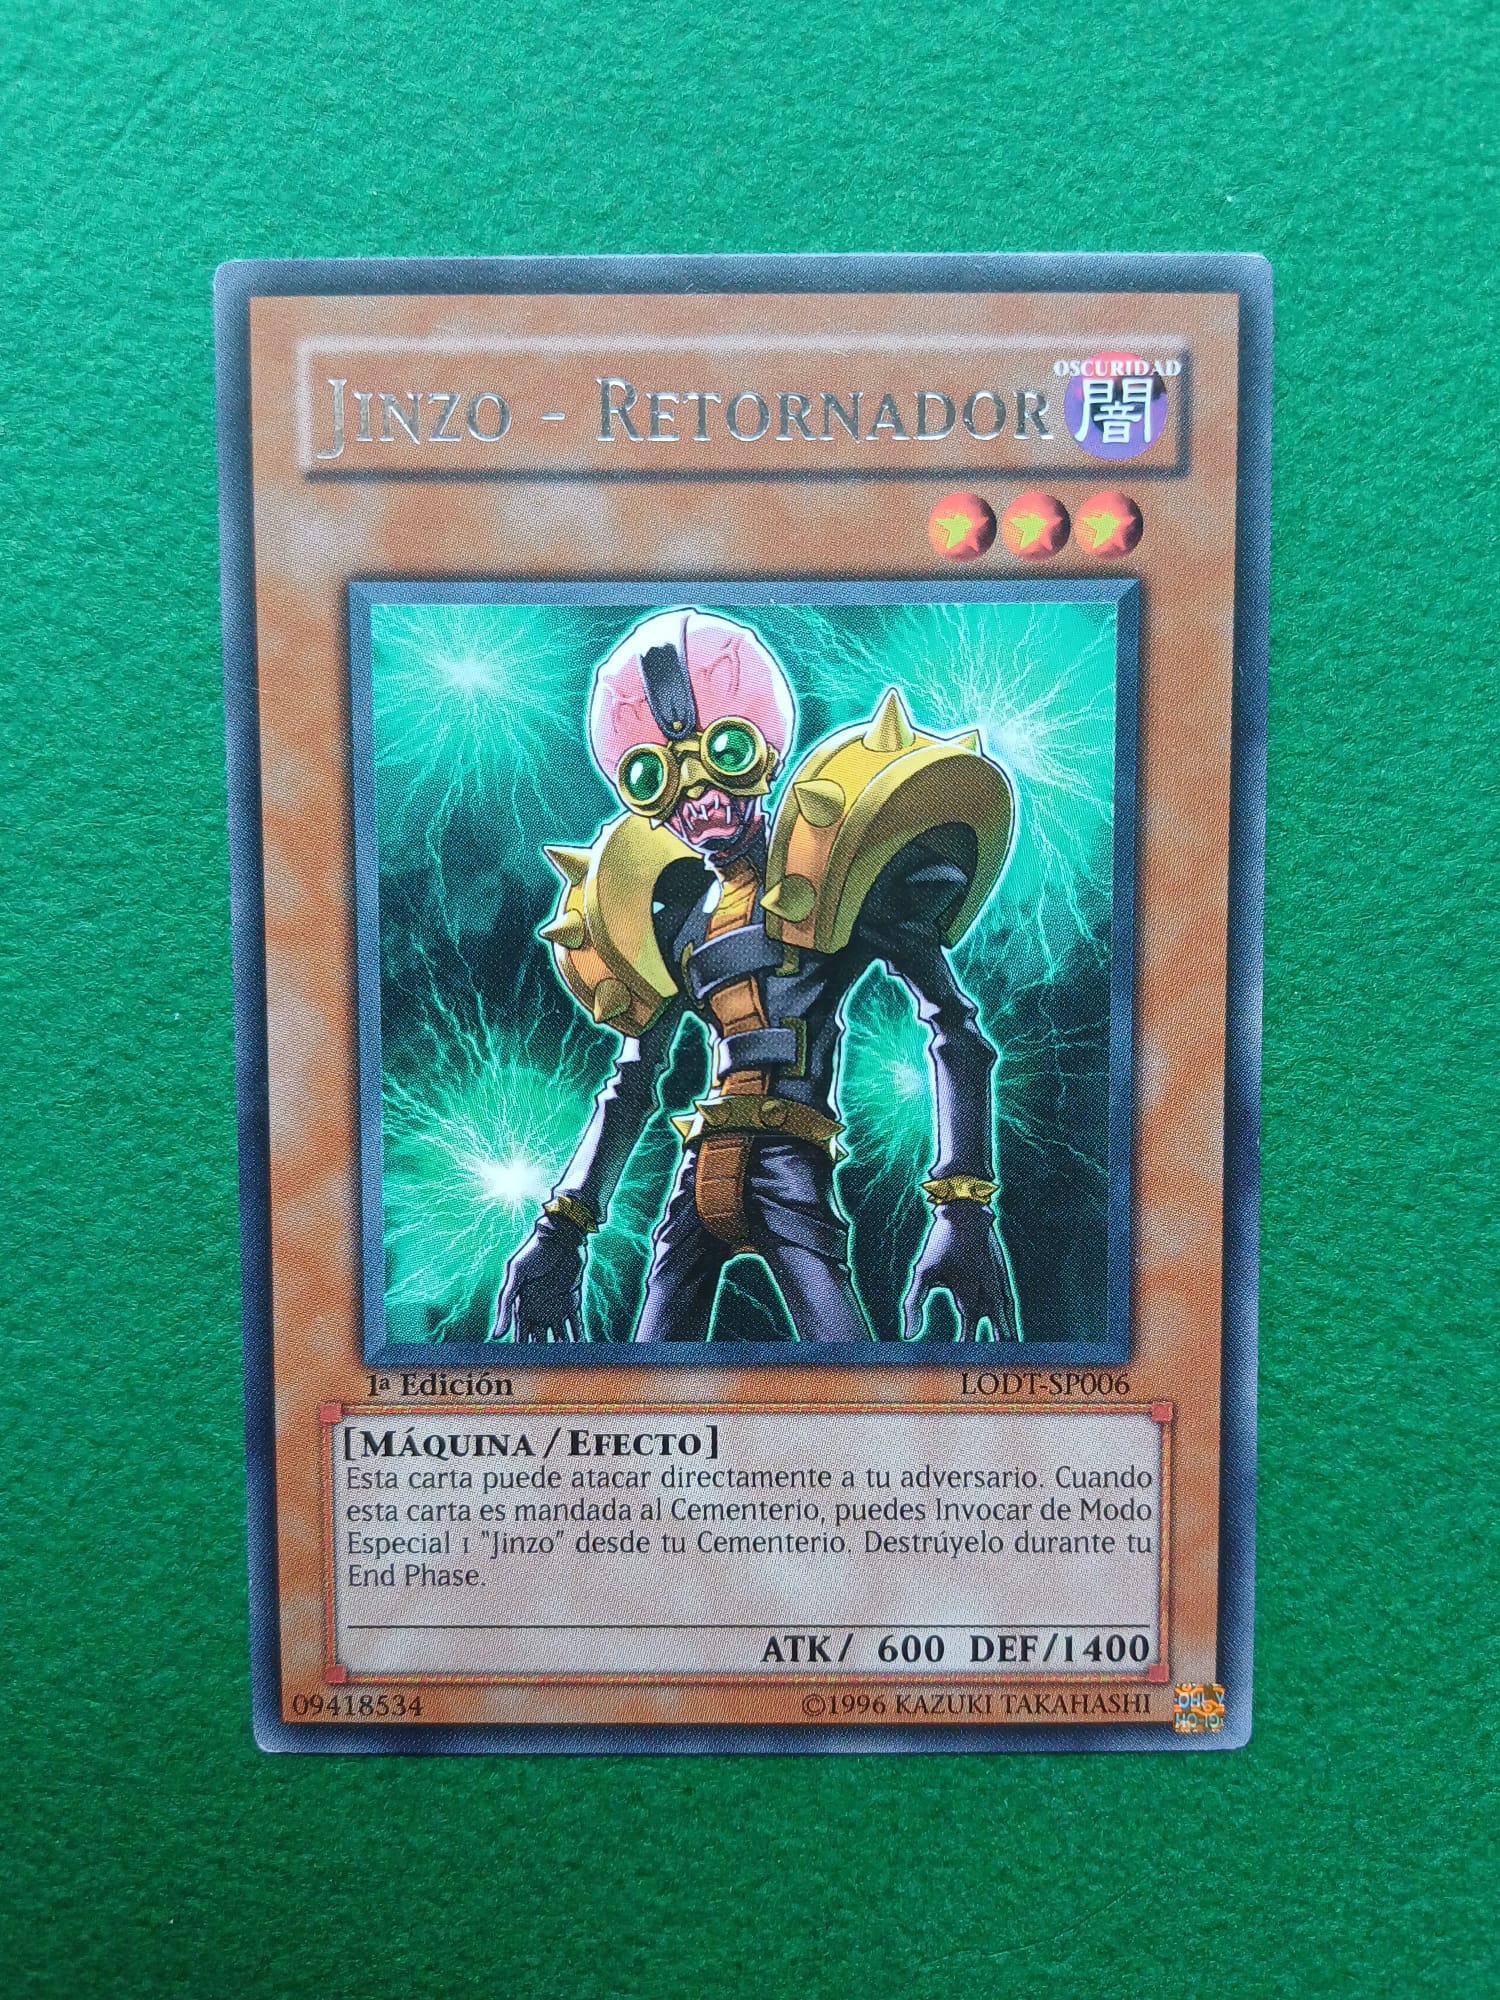 Jinzo - Retornador
OSCURIDAD
闇
1ª Edición
LODT-SP006
[Máquina/Efecto]
Esta carta puede atacar directamente a tu adversario. Cuando
esta carta es mandada al Cementerio, puedes Invocar de Modo
Especial 1 "Jinzo" desde tu Cementerio. Destrúyelo durante tu
End Phase.
ATK/ 600 DEF/1400
09418534
©1996 KAZUKI TAKAHASHI